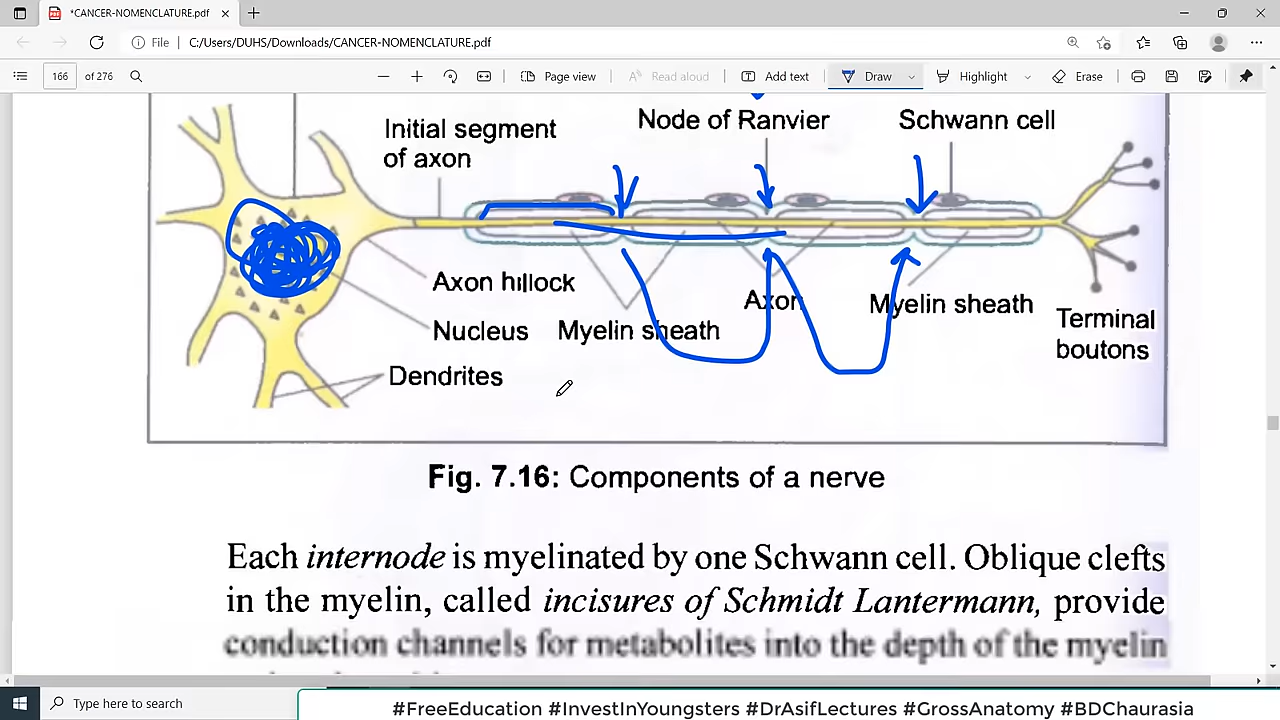 *CANCER-NOMENCLATURE.pdf
File | C:/Users/DUHS/Downloads/CANCER-NOMENCLATURE.pdf
166 of 276 Page view Read aloud Add text Draw Highlight Erase
Initial segment
of axon
Node of Ranvier
Schwann cell
Axon hillock
Nucleus
Myelin sheath
Axon
Myelin sheath
Terminal
boutons
Dendrites
Fig. 7.16: Components of a nerve
Each internode is myelinated by one Schwann cell. Oblique clefts
in the myelin, called incisures of Schmidt Lantermann, provide
conduction channels for metabolites into the depth of the myelin
Type here to search
#FreeEducation #InvestInYoungsters #DrAsifLectures #GrossAnatomy #BDChaurasia